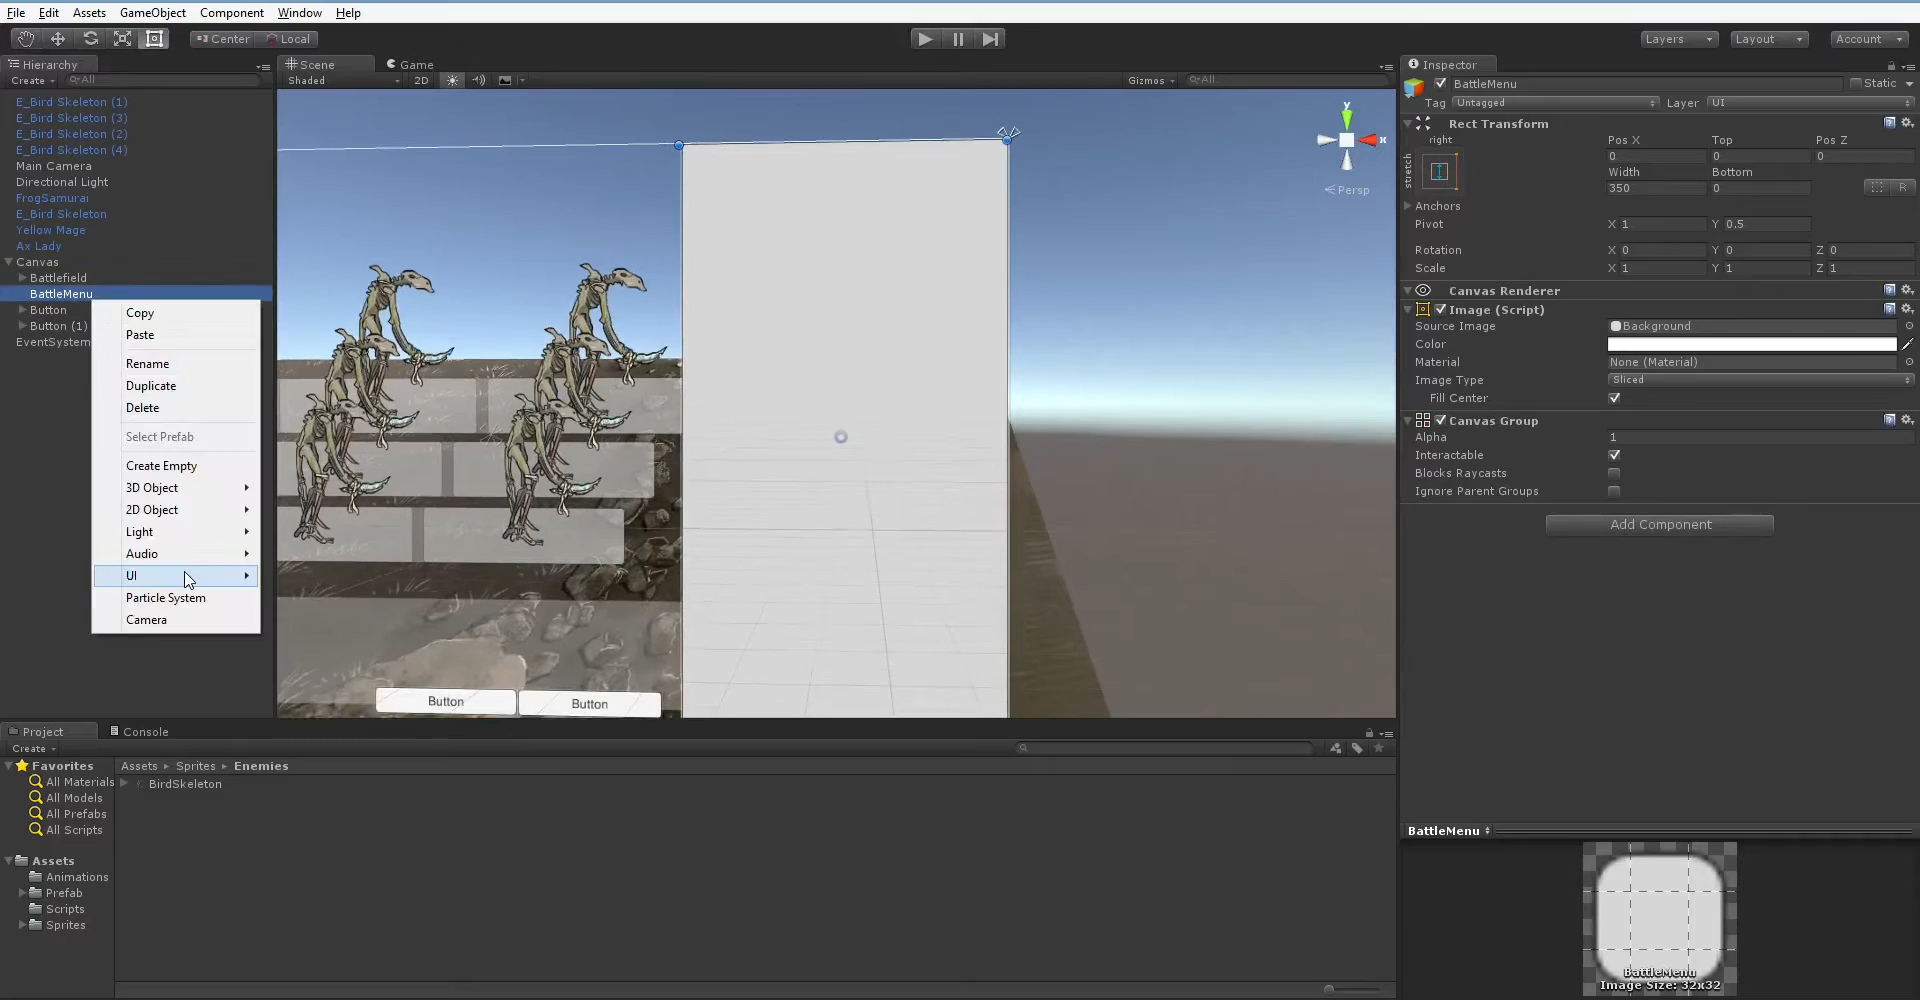 File Edit Assets GameObject Component Window Help
Center Local Layers Layout Account
Hierarchy
Create All
E_Bird Skeleton (1)
E_Bird Skeleton (3)
E_Bird Skeleton (2)
E_Bird Skeleton (4)
Main Camera
Directional Light
FrogSamurai
E_Bird Skeleton
Yellow Mage
Ax Lady
Canvas
Battlefield
BattleMenu
Button
Button (1)
EventSystem
Copy
Paste
Rename
Duplicate
Delete
Select Prefab
Create Empty
3D Object
2D Object
Light
Audio
UI
Particle System
Camera
Scene Game
Shaded 2D Gizmos All
y
x
Persp
Button Button
Inspector
BattleMenu Static
Tag Untagged Layer UI
Rect Transform
right Pos X Top Pos Z
stretch
0 0 0
Width Bottom
350 0 R
Anchors
Pivot X 1 Y 0.5
Rotation X 0 Y 0 Z 0
Scale X 1 Y 1 Z 1
Canvas Renderer
Image (Script)
Source Image Background
Color
Material None (Material)
Image Type Sliced
Fill Center
Canvas Group
Alpha 1
Interactable
Blocks Raycasts
Ignore Parent Groups
Add Component
Project Console
Create
Favorites
All Materials
All Models
All Prefabs
All Scripts
Assets
Animations
Prefab
Scripts
Sprites
Assets Sprites Enemies
BirdSkeleton
BattleMenu
BattleMenu
Image Size: 32x32